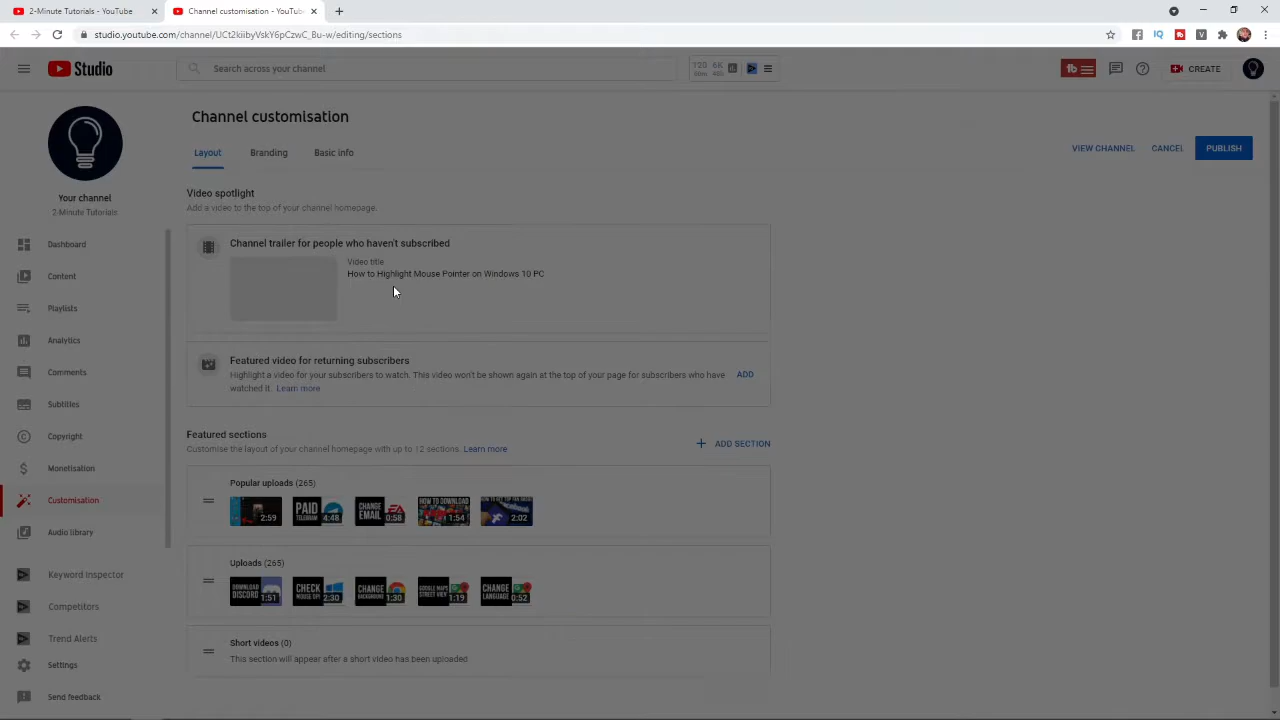 2-Minute Tutorials - YouTube
Channel customisation - YouTub
studio.youtube.com/channel/UCt2kiibyVskY6pCzwC_Bu-w/editing/sections
Studio
Search across your channel
CREATE
Channel customisation
Layout
Branding
Basic info
VIEW CHANNEL
CANCEL
PUBLISH
Your channel
2-Minute Tutorials
Dashboard
Content
Playlists
Analytics
Comments
Subtitles
Copyright
Monetisation
Customisation
Audio library
Keyword Inspector
Competitors
Trend Alerts
Settings
Send feedback
Video spotlight
Add a video to the top of your channel homepage.
Channel trailer for people who haven't subscribed
Video title
How to Highlight Mouse Pointer on Windows 10 PC
Featured video for returning subscribers
Highlight a video for your subscribers to watch. This video won't be shown again at the top of your page for subscribers who have
watched it. Learn more
ADD
Featured sections
Customise the layout of your channel homepage with up to 12 sections. Learn more
ADD SECTION
Popular uploads (265)
2:59
PAID
TELEGRAM
4:48
CHANGE
EMAIL
0:58
HOW TO DOWNLOAD
1:54
2:02
Uploads (265)
DOWNLOAD
DISCORD
1:51
CHECK
MOUSE DPI
2:30
CHANGE
BACKGROUND
1:30
GOOGLE MAPS
STREET VIEW
1:19
CHANGE
LANGUAGE
0:52
Short videos (0)
This section will appear after a short video has been uploaded